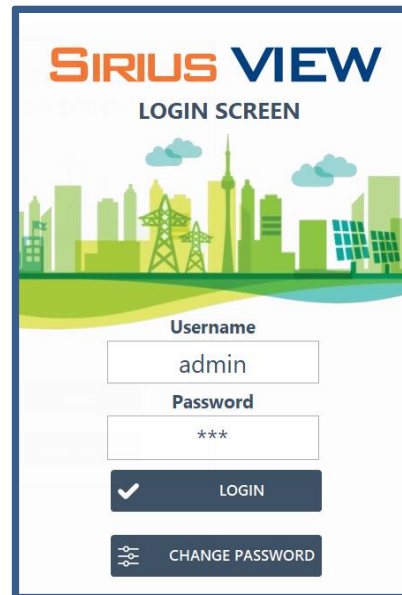 SIRIUS VIEW
LOGIN SCREEN
Username
admin
Password
***
LOGIN
CHANGE PASSWORD